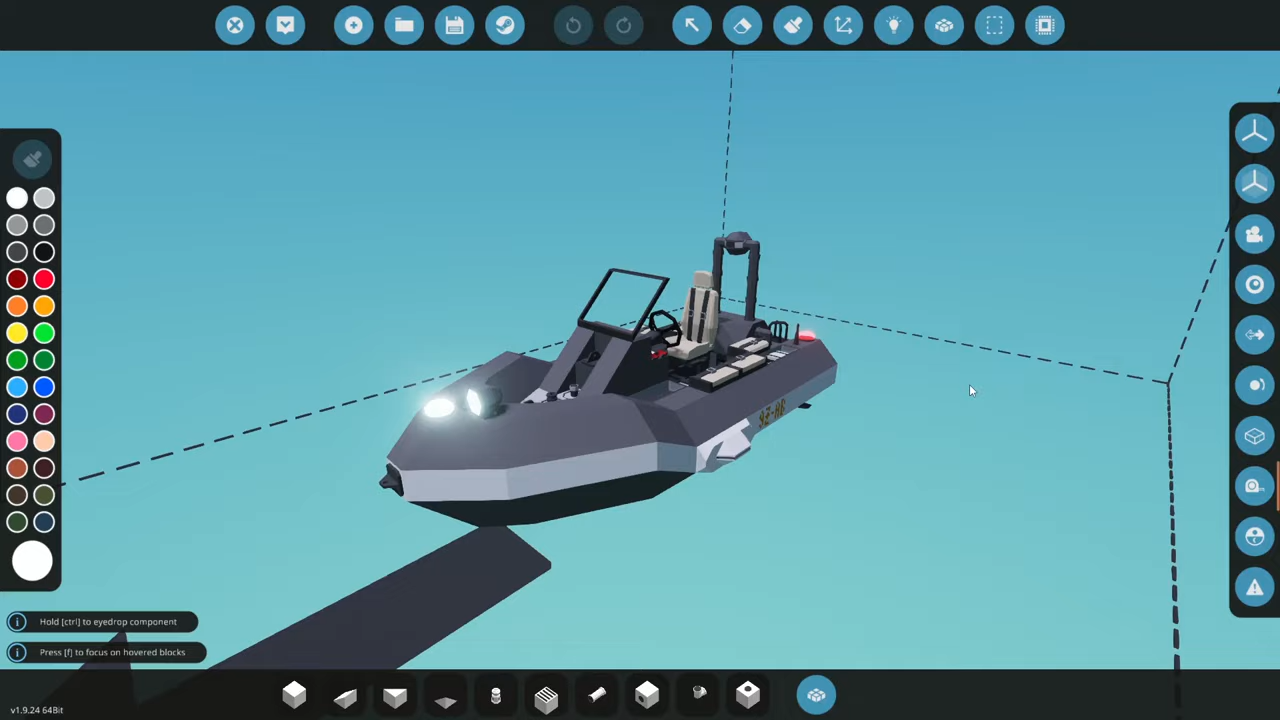 Hold [ctrl] to eyedrop component
Press [f] to focus on hovered blocks
v1.9.24 64Bit